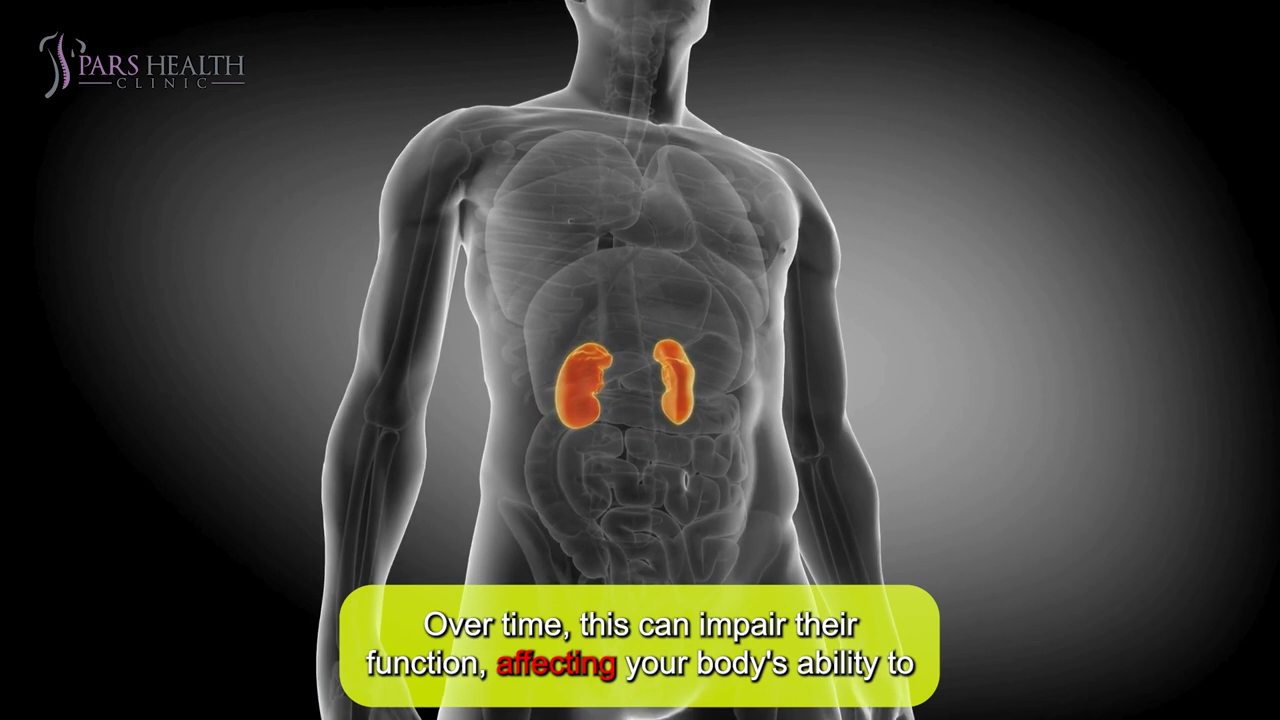 PARS HEALTH
CLINIC
Over time, this can impair their
function, affecting your body's ability to